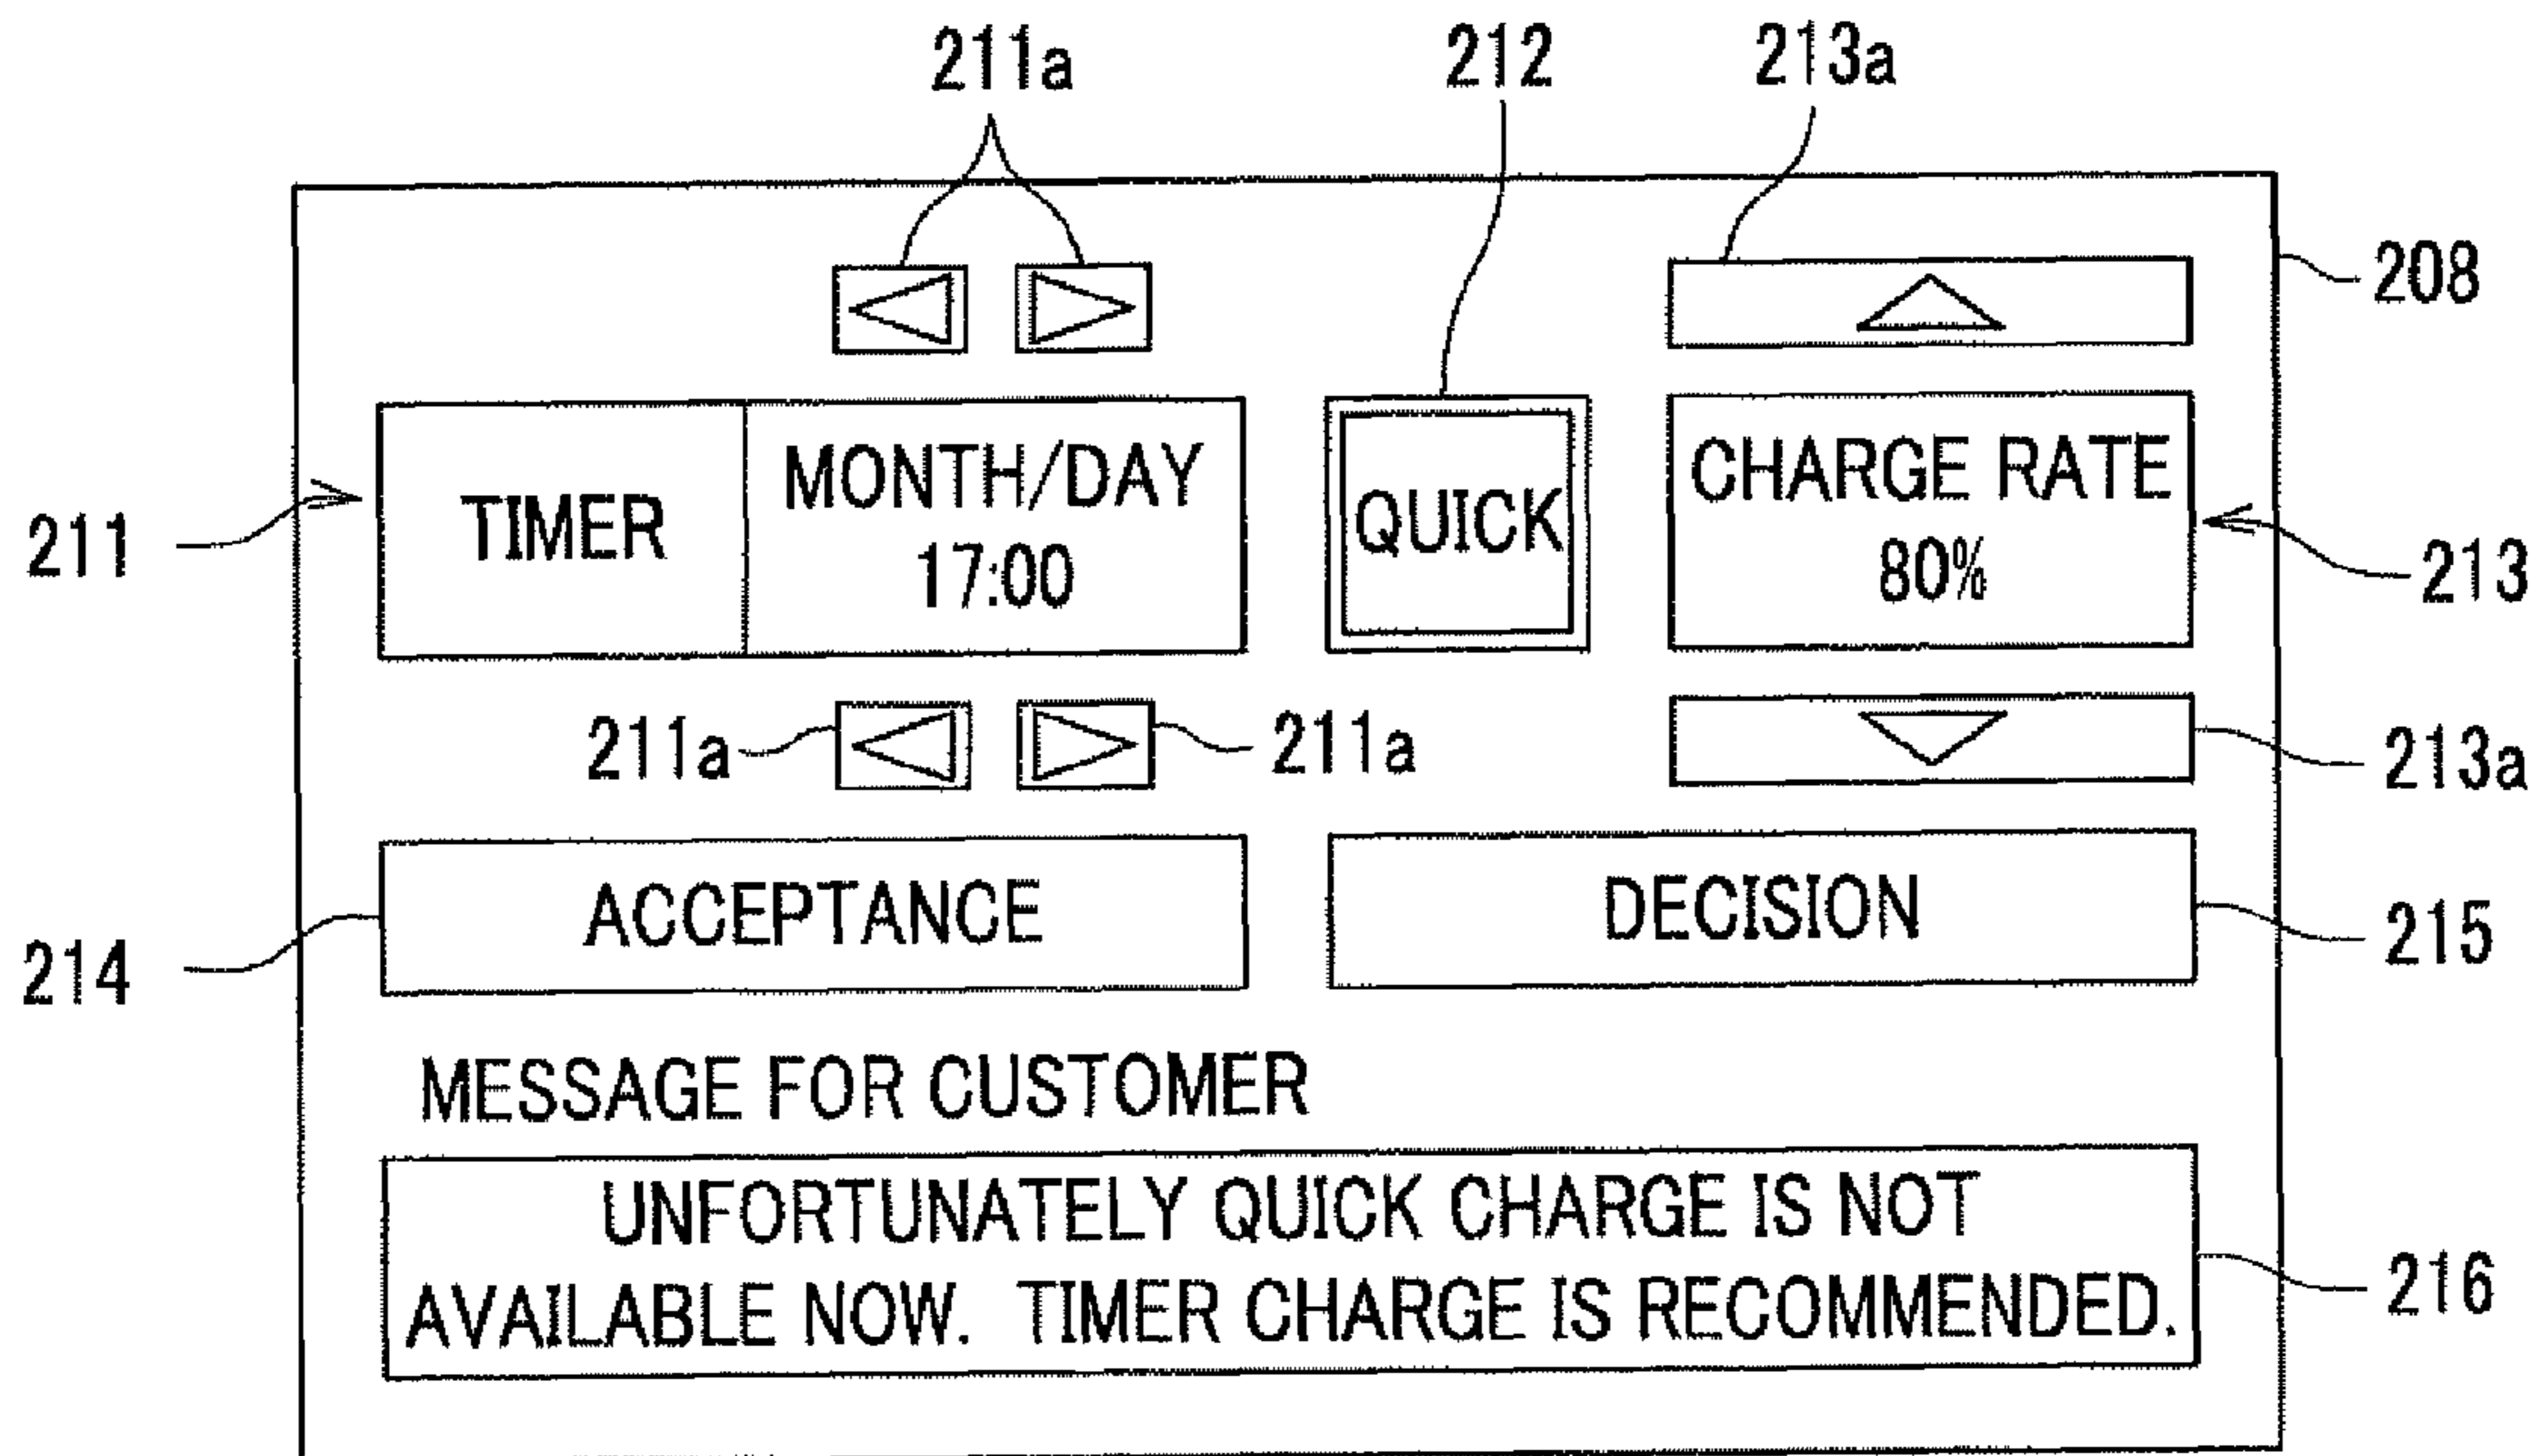 211a 212 213a
208
TIMER MONTH/DAY QUICK CHARGE RATE
17:00 80%
211 213
211a 211a 213a
ACCEPTANCE DECISION
214 215
MESSAGE FOR CUSTOMER
UNFORTUNATELY QUICK CHARGE IS NOT
AVAILABLE NOW. TIMER CHARGE IS RECOMMENDED.
216